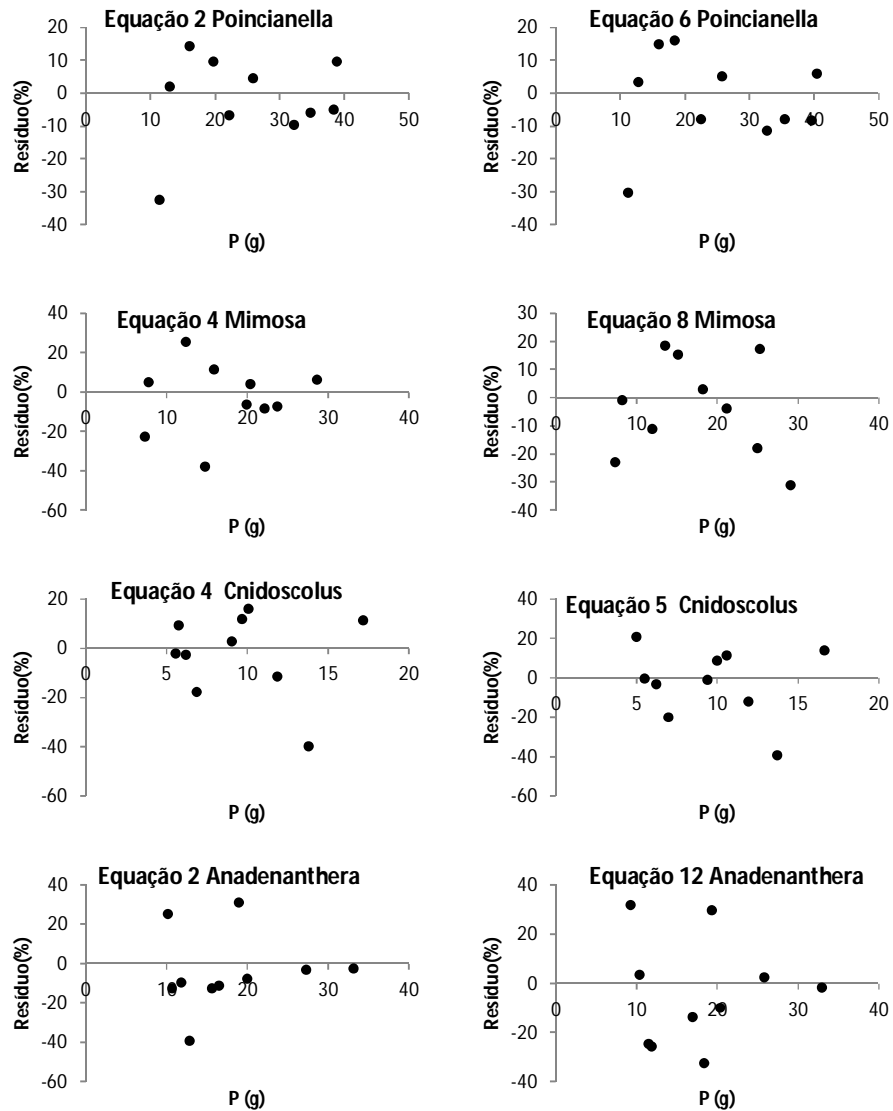 Equação 2 Poincianella
20
10
0
-10
-20
-30
-40
0 10 20 30 40 50
Resíduo(%)
P (g)
Equação 6 Poincianella
20
10
0
-10
-20
-30
-40
0 10 20 30 40 50
Resíduo(%)
P (g)
Equação 4 Mimosa
40
20
0
-20
-40
-60
0 10 20 30 40
Resíduo(%)
P (g)
Equação 8 Mimosa
30
20
10
0
-10
-20
-30
-40
0 10 20 30 40
Resíduo(%)
P (g)
Equação 4 Cnidoscolus
20
0
-20
-40
-60
0 5 10 15 20
Resíduo(%)
P (g)
Equação 5 Cnidoscolus
40
20
0
-20
-40
-60
0 5 10 15 20
Resíduo(%)
P (g)
Equação 2 Anadenanthera
40
20
0
-20
-40
-60
0 10 20 30 40
Resíduo(%)
P (g)
Equação 12 Anadenanthera
40
20
0
-20
-40
0 10 20 30 40
Resíduo(%)
P (g)